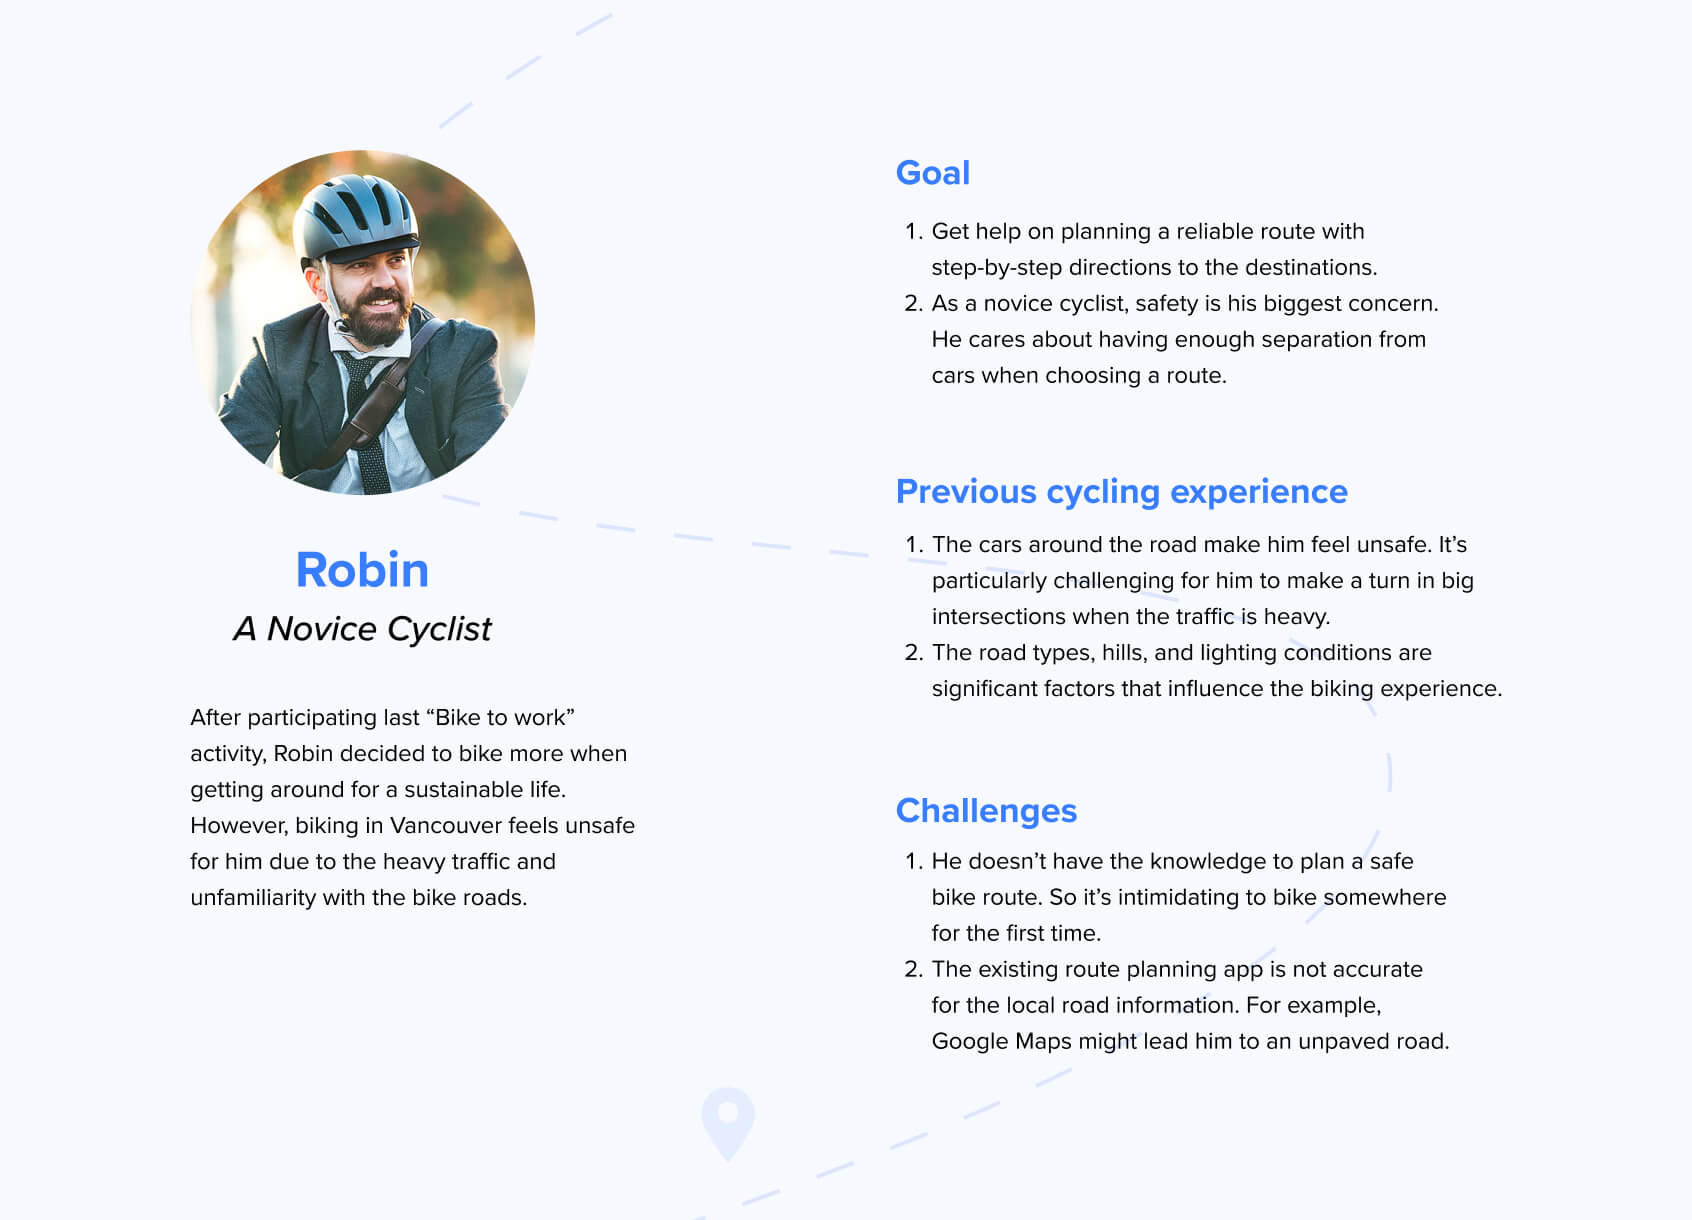 Robin
A Novice Cyclist
After participating last “Bike to work”
activity, Robin decided to bike more when
getting around for a sustainable life.
However, biking in Vancouver feels unsafe
for him due to the heavy traffic and
unfamiliarity with the bike roads.
Goal
1. Get help on planning a reliable route with
step-by-step directions to the destinations.
2. As a novice cyclist, safety is his biggest concern.
He cares about having enough separation from
cars when choosing a route.
Previous cycling experience
1. The cars around the road make him feel unsafe. It’s
particularly challenging for him to make a turn in big
intersections when the traffic is heavy.
2. The road types, hills, and lighting conditions are
significant factors that influence the biking experience.
Challenges
1. He doesn’t have the knowledge to plan a safe
bike route. So it’s intimidating to bike somewhere
for the first time.
2. The existing route planning app is not accurate
for the local road information. For example,
Google Maps might lead him to an unpaved road.